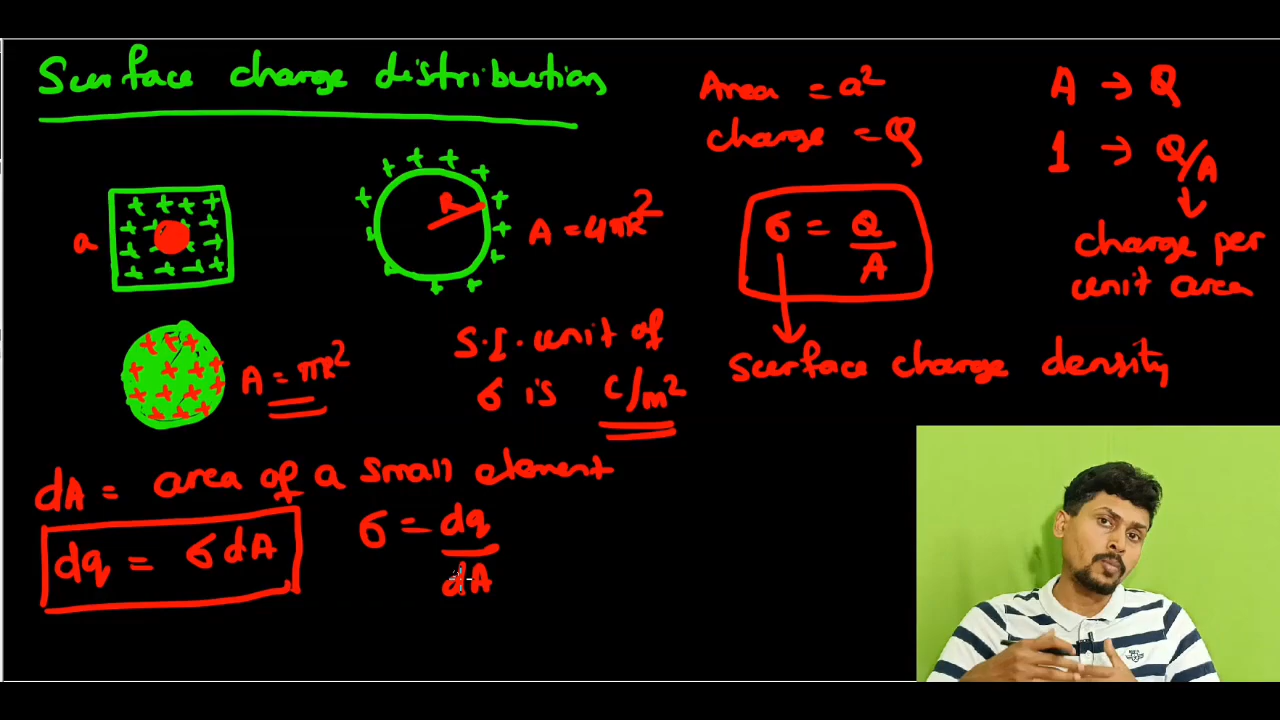 Surface charge distribution
a
R
A = 4πR²
A = πR²
S.I. unit of
σ is C/m²
dA = area of a small element
dq = σ dA
σ = dq/dA
Area = a²
charge = Q
σ = Q/A
Surface charge density
A → Q
1 → Q/A
charge per
unit area